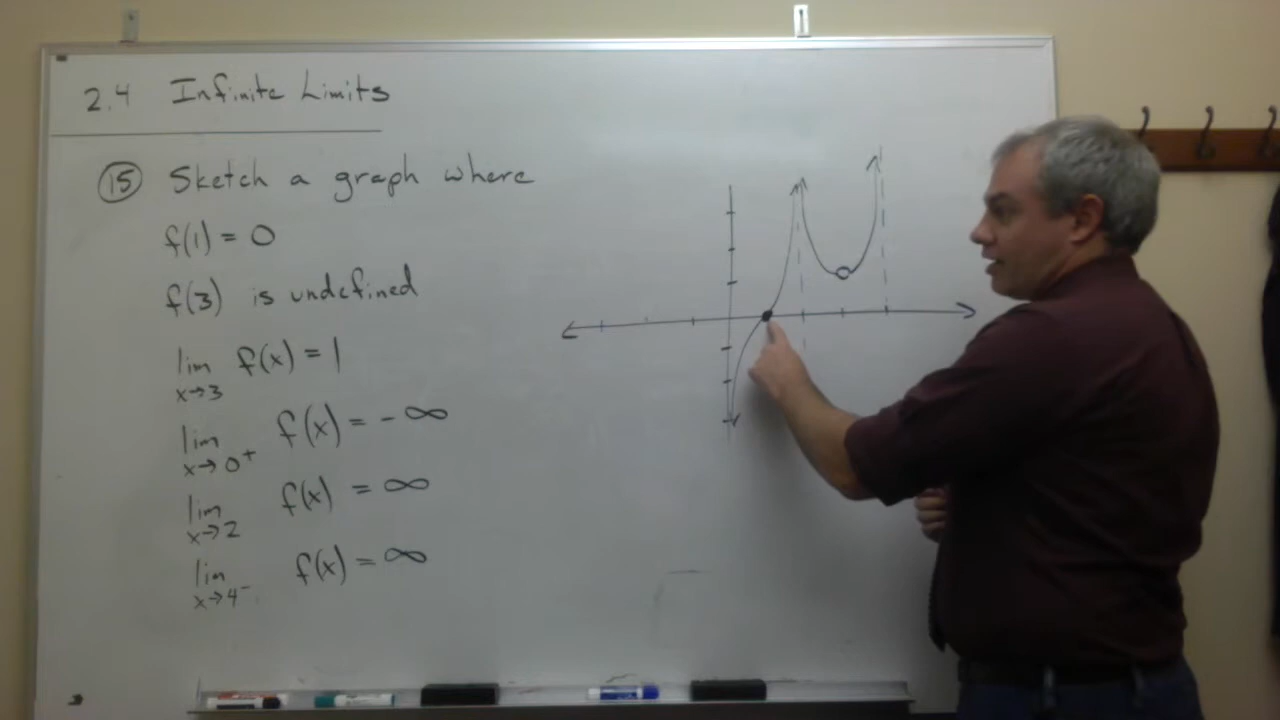 2.4 Infinite Limits
15 Sketch a graph where
f(1) = 0
f(3) is undefined
lim x→3 f(x) = 1
lim x→0⁺ f(x) = -∞
lim x→2 f(x) = ∞
lim x→4⁻ f(x) = ∞